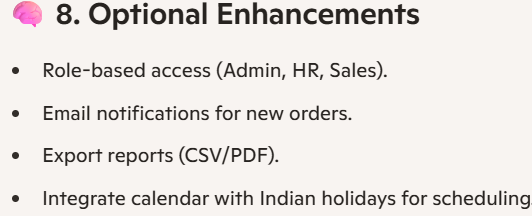 🧠 8. Optional Enhancements
• Role-based access (Admin, HR, Sales).
• Email notifications for new orders.
• Export reports (CSV/PDF).
• Integrate calendar with Indian holidays for scheduling